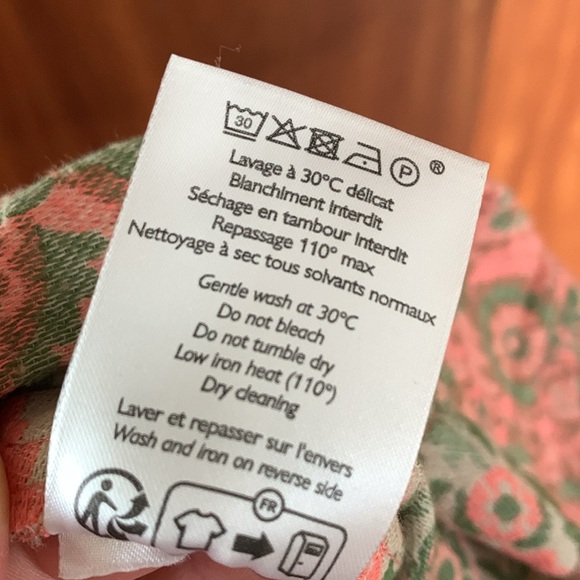 30 P ®
Lavage à 30°C délicat
Blanchiment Interdit
Séchage en tambour Interdit
Repassage 110° max
Nettoyage à sec tous solvants normaux
Gentle wash at 30°C
Do not bleach
Do not tumble dry
Low iron heat (110°)
Dry cleaning
Laver et repasser sur l'envers
Wash and iron on reverse side
FR